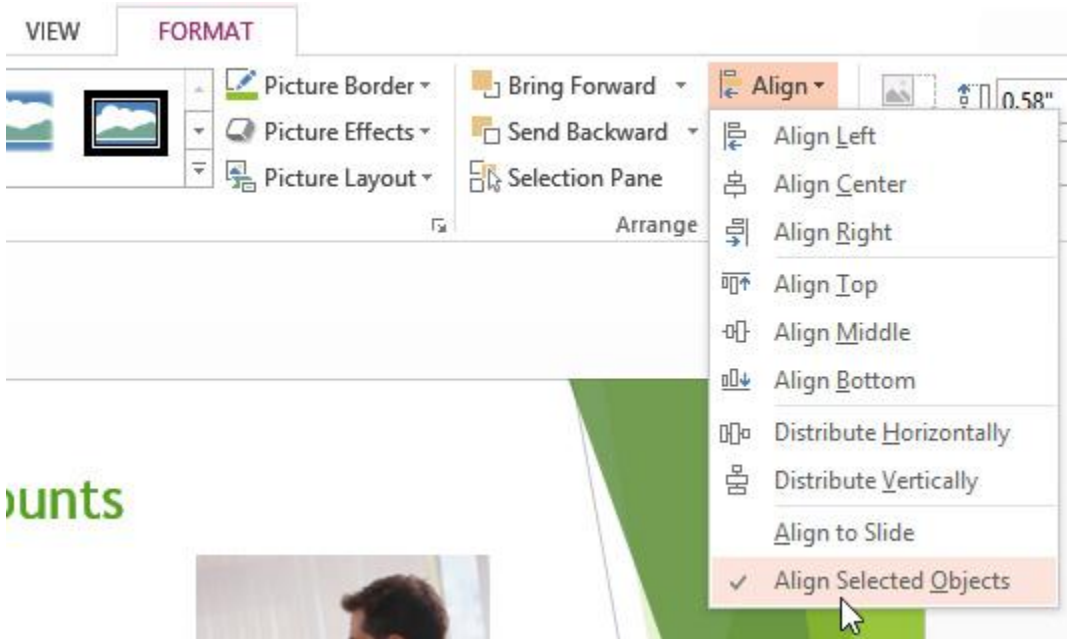 VIEW FORMAT
Picture Border Bring Forward Align 0.58"
Picture Effects Send Backward
Picture Layout Selection Pane
Arrange
Align Left
Align Center
Align Right
Align Top
Align Middle
Align Bottom
Distribute Horizontally
Distribute Vertically
Align to Slide
Align Selected Objects
ounts